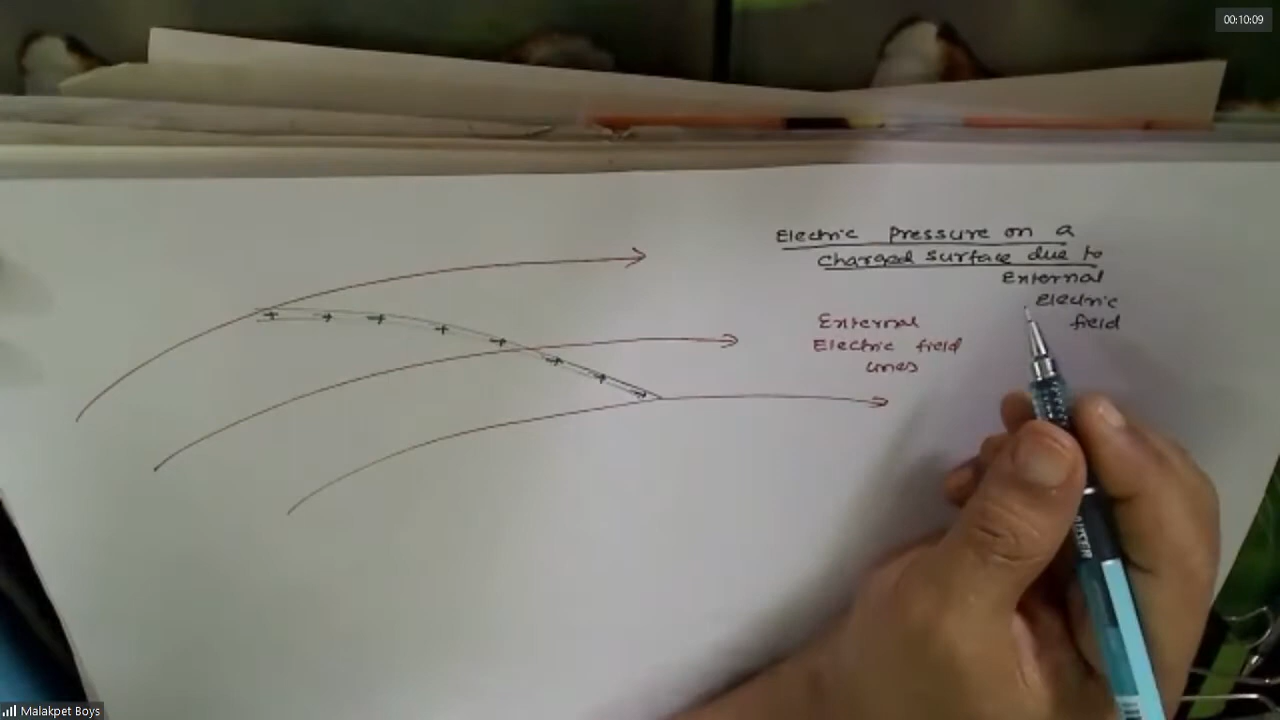 00:10:09
Electric Pressure on a
charged surface due to
External
Electric
field
External
Electric field
lines
Malakpet Boys